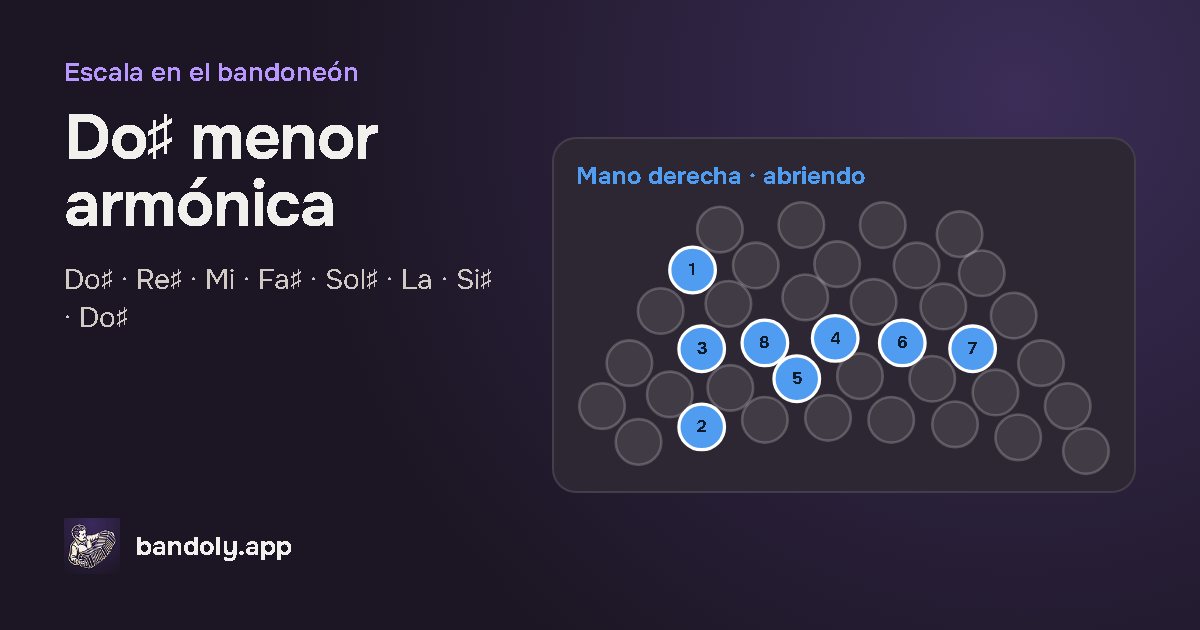 Escala en el bandoneón
Do♯ menor
armónica
Do♯ · Re♯ · Mi · Fa♯ · Sol♯ · La · Si♯
· Do♯
Mano derecha · abriendo
1
3
8
4
6
7
5
2
bandoly.app